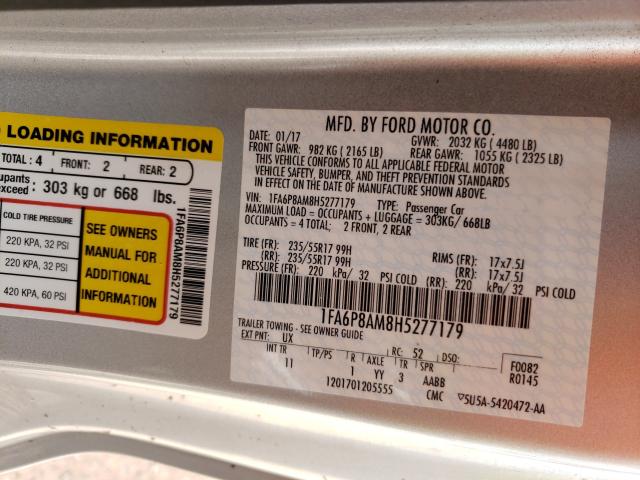 LOADING INFORMATION
TOTAL: 4 FRONT: 2 REAR: 2
303 kg or 668 lbs.
COLD TIRE PRESSURE
220 KPA, 32 PSI
220 KPA, 32 PSI
420 KPA, 60 PSI
SEE OWNERS
MANUAL FOR
ADDITIONAL
INFORMATION
1FA6P8AM8H5277179
MFD. BY FORD MOTOR CO.
DATE: 01/17 GVWR: 2032 KG ( 4480 LB)
FRONT GAWR: 982 KG ( 2165 LB) REAR GAWR: 1055 KG ( 2325 LB)
THIS VEHICLE CONFORMS TO ALL APPLICABLE FEDERAL MOTOR
VEHICLE SAFETY, BUMPER, AND THEFT PREVENTION STANDARDS
IN EFFECT ON THE DATE OF MANUFACTURE SHOWN ABOVE.
VIN: 1FA6P8AM8H5277179 TYPE: Passenger Car
MAXIMUM LOAD = OCCUPANTS + LUGGAGE = 303KG/ 668LB
OCCUPANTS = 4 TOTAL: 2 FRONT, 2 REAR
TIRE (FR): 235/55R17 99H RIMS (FR): 17x7.5J
(RR): 235/55R17 99H (RR): 17x7.5J
PRESSURE (FR): 220 kPa/ 32 PSI COLD (RR): 220 kPa/ 32 PSI COLD
1FA6P8AM8H5277179
TRAILER TOWING - SEE OWNER GUIDE
EXT PNT: UX RC: 52 DSO: F0082
R0145
INT TR TP/PS R AXLE TR SPR
11 1 YY 3 AABB
1201701205555 CMC ▽5U5A-5420472-AA